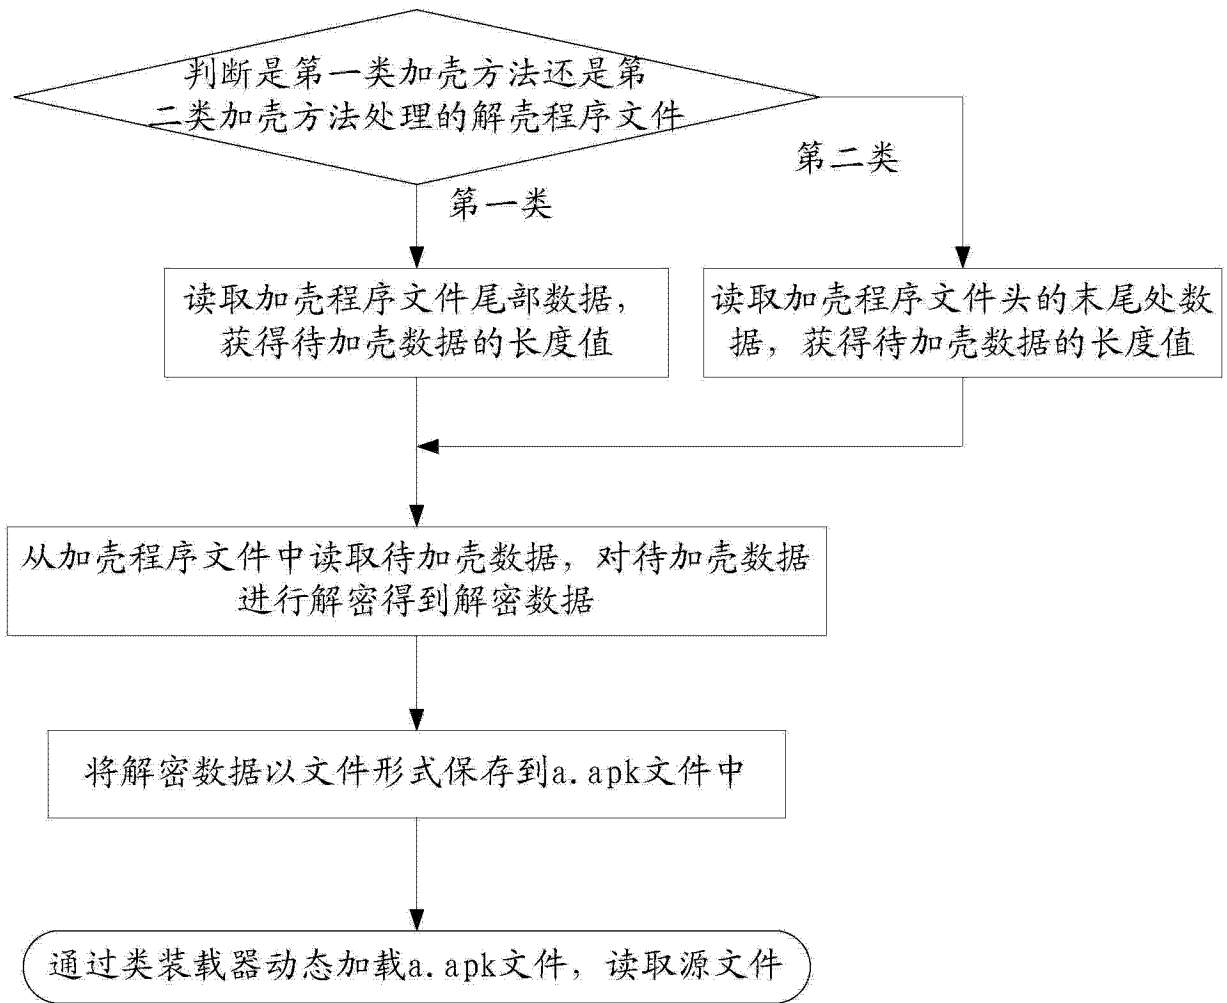 判断是第一类加壳方法还是第
二类加壳方法处理的解壳程序文件
第二类
第一类
读取加壳程序文件尾部数据，
获得待加壳数据的长度值
读取加壳程序文件头的末尾处数
据，获得待加壳数据的长度值
从加壳程序文件中读取待加壳数据，对待加壳数据
进行解密得到解密数据
将解密数据以文件形式保存到a.apk文件中
通过类装载器动态加载a.apk文件，读取源文件